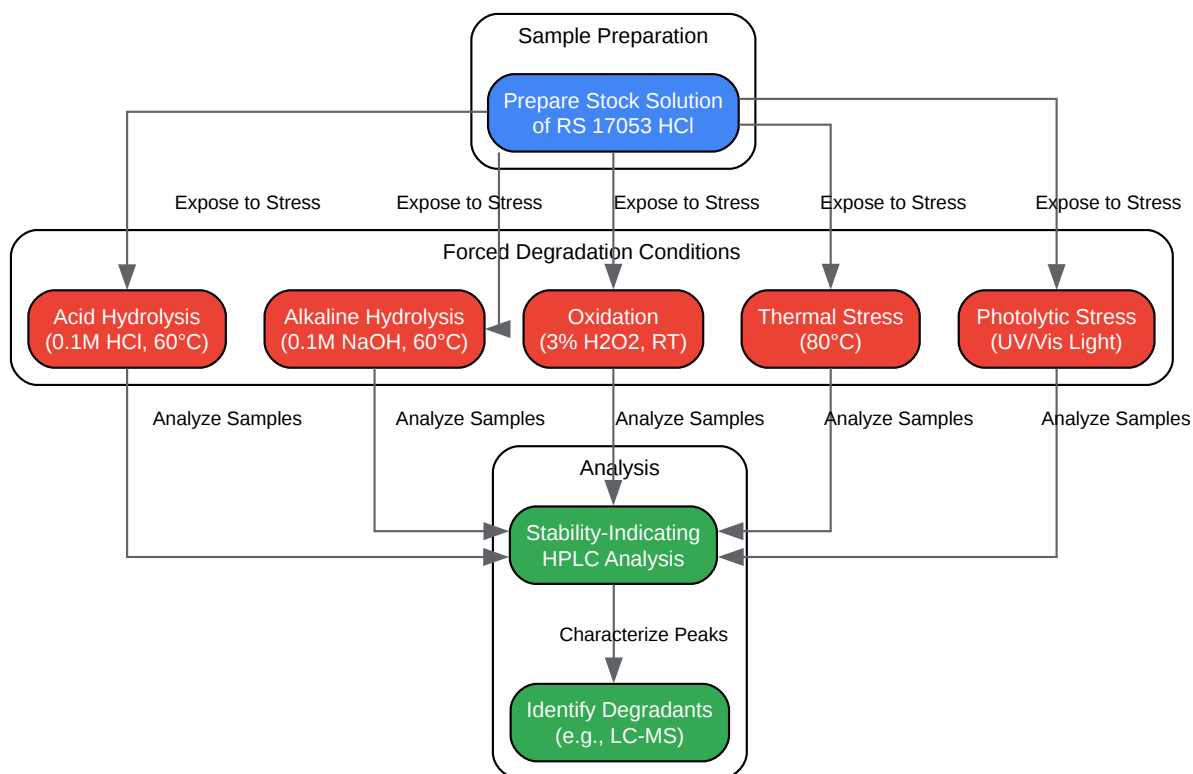 Sample Preparation
Prepare Stock Solution
of RS 17053 HCl
Expose to Stress
Expose to Stress
Expose to Stress
Expose to Stress
Expose to Stress
Forced Degradation Conditions
Acid Hydrolysis
(0.1M HCl, 60°C)
Alkaline Hydrolysis
(0.1M NaOH, 60°C)
Oxidation
(3% H2O2, RT)
Thermal Stress
(80°C)
Photolytic Stress
(UV/Vis Light)
Analyze Samples
Analyze Samples
Analyze Samples
Analyze Samples
Analyze Samples
Analysis
Stability-Indicating
HPLC Analysis
Characterize Peaks
Identify Degradants
(e.g., LC-MS)